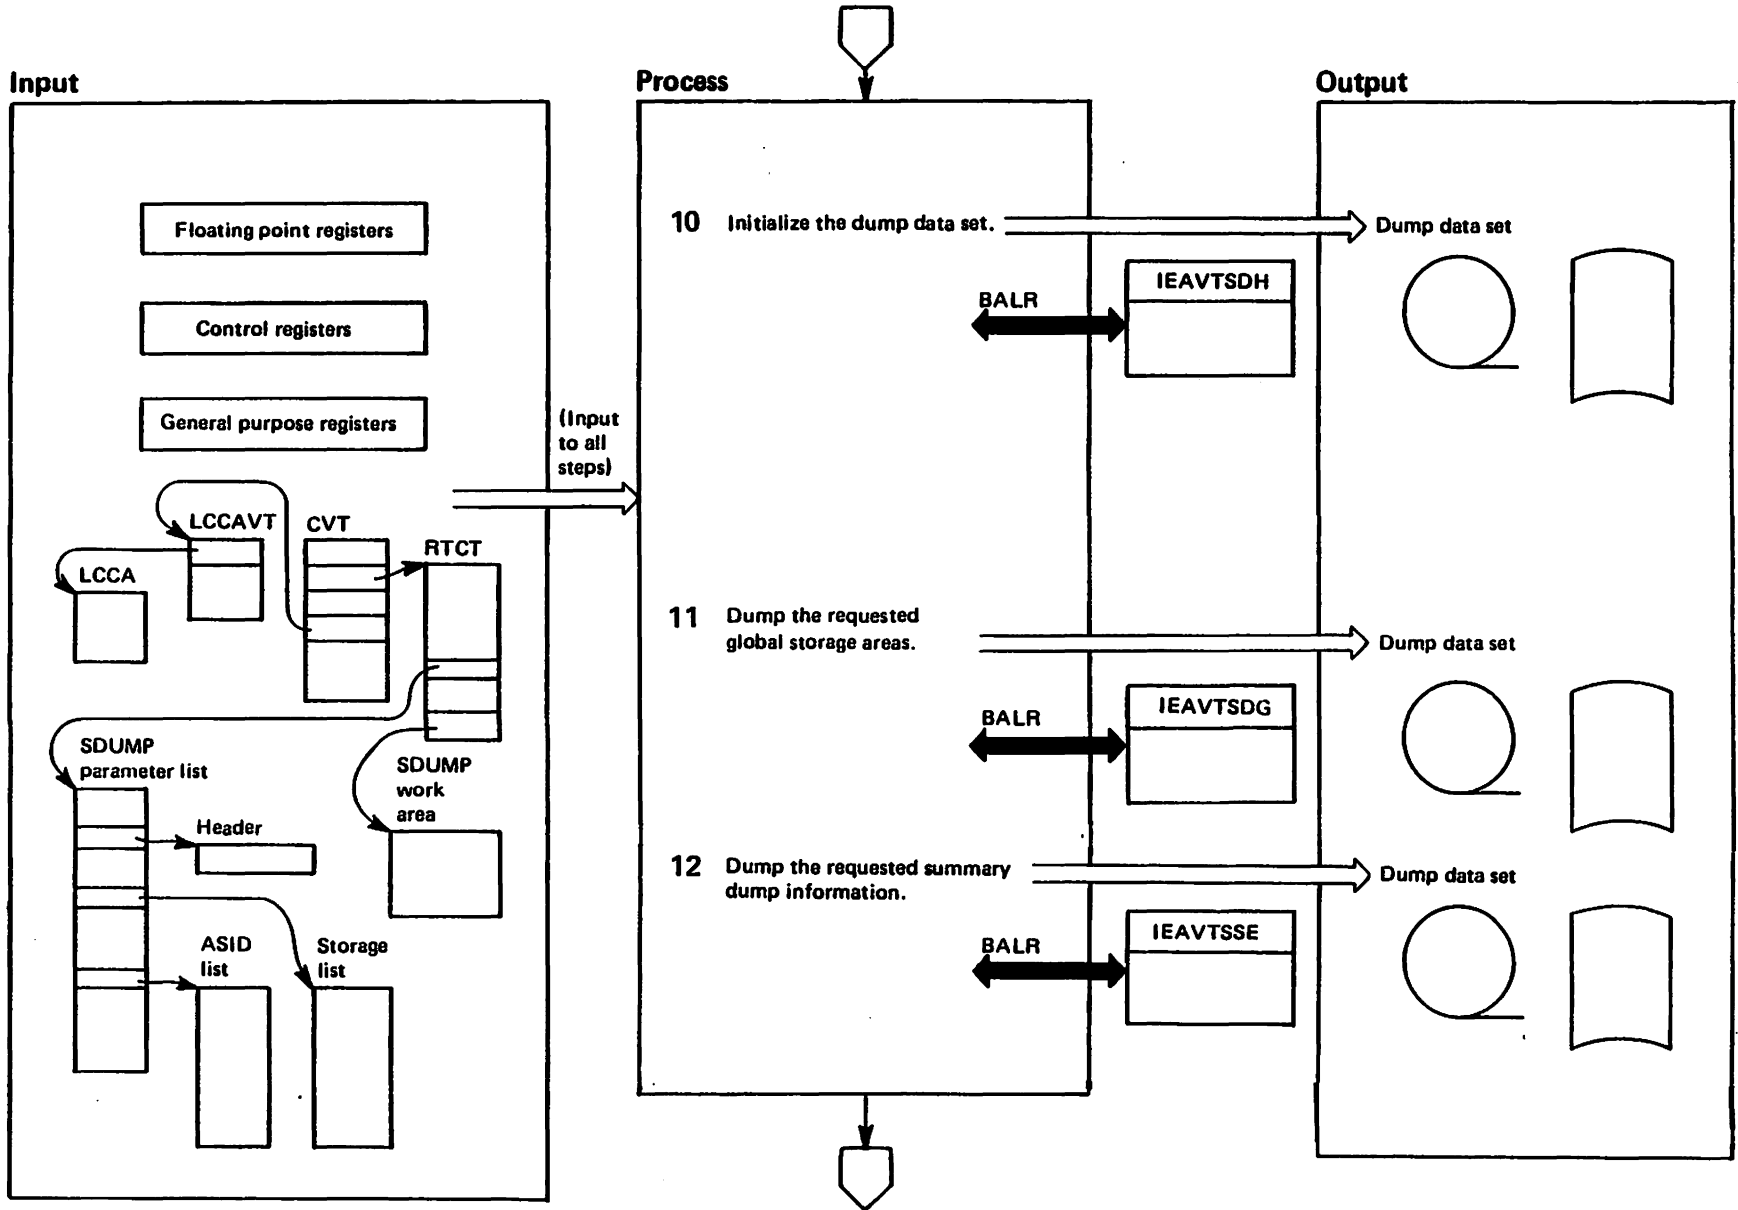 Input
Floating point registers
Control registers
General purpose registers
LCCAVT
CVT
RTCT
LCCA
SDUMP
parameter list
SDUMP
work
area
Header
ASID
list
Storage
list
(Input
to all
steps)
Process
10 Initialize the dump data set.
BALR
IEAVTSDH
11 Dump the requested
global storage areas.
BALR
IEAVTSDG
12 Dump the requested summary
dump information.
BALR
IEAVTSSE
Output
Dump data set
Dump data set
Dump data set